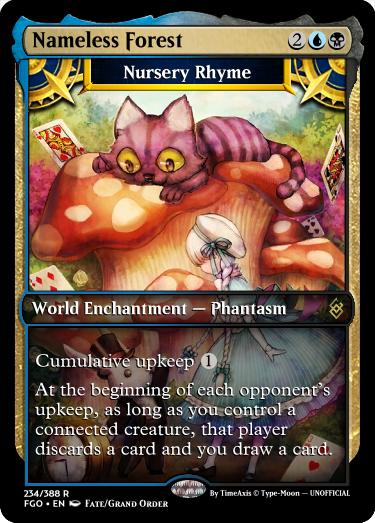 Nameless Forest 2
Nursery Rhyme
World Enchantment — Phantasm
Cumulative upkeep 1
At the beginning of each opponent's
upkeep, as long as you control a
connected creature, that player
discards a card and you draw a card.
234/388 R
FGO • EN Fate/Grand Order
By TimeAxis © Type-Moon — UNOFFICIAL